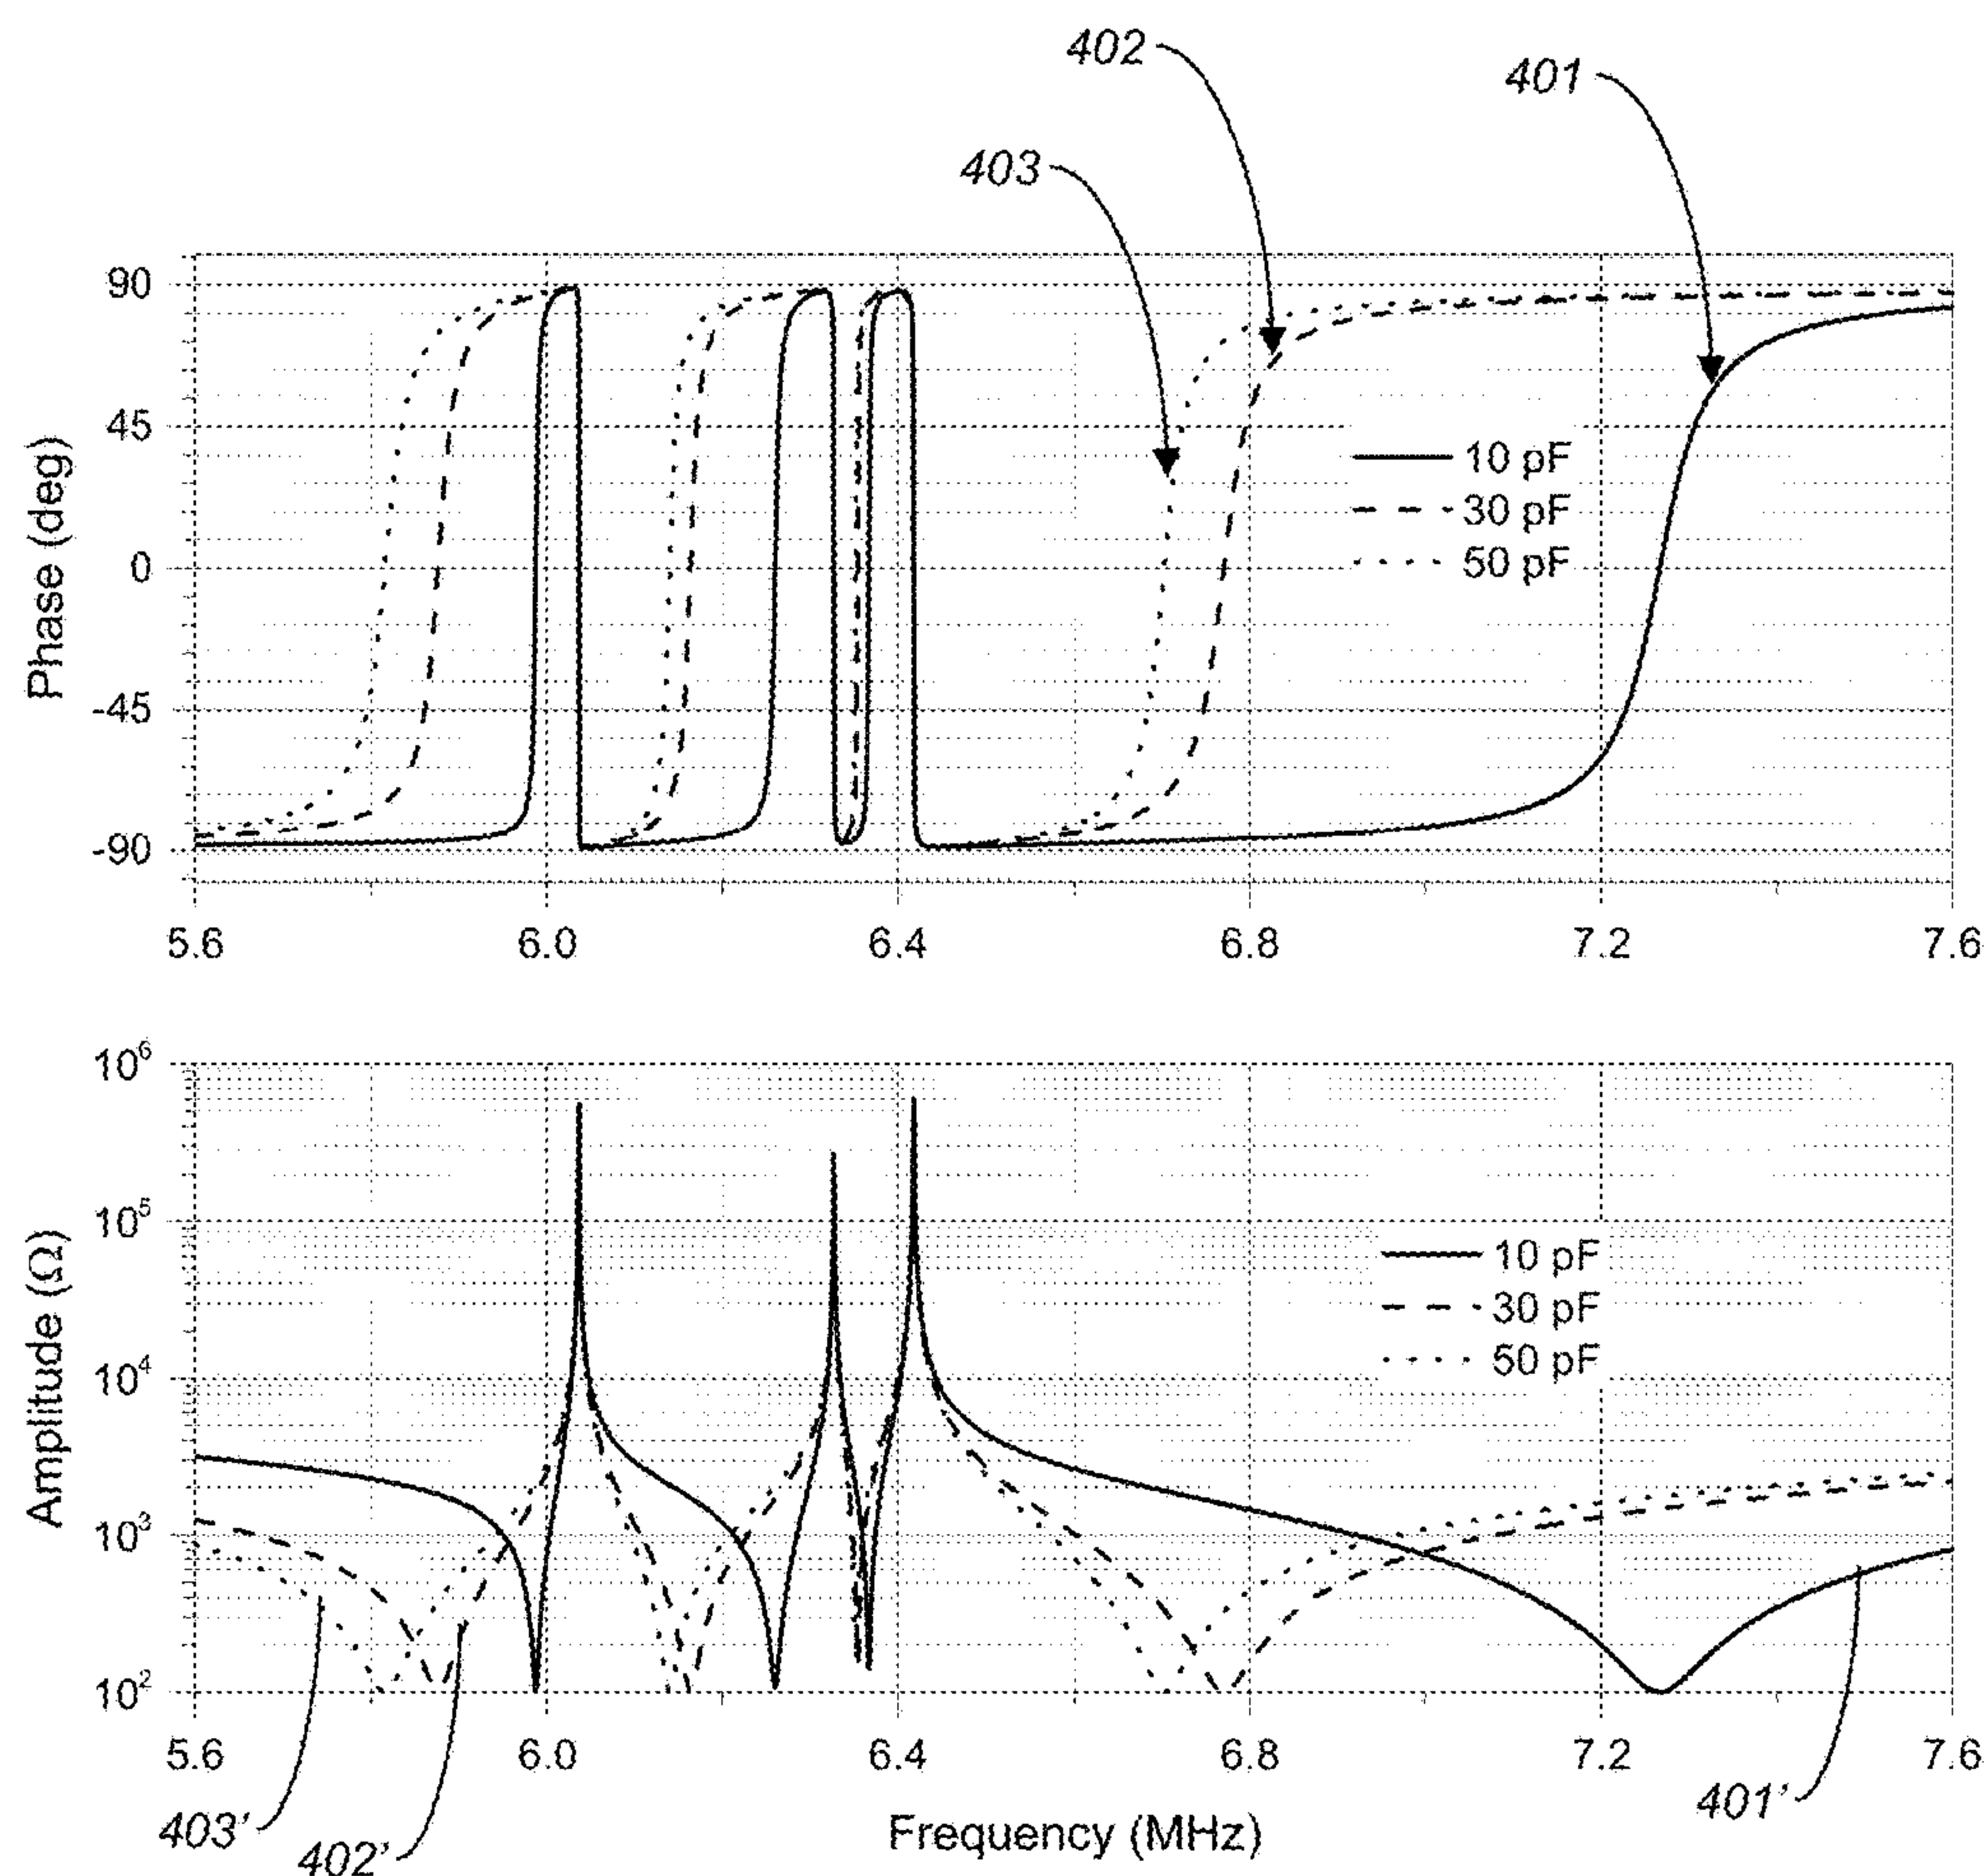 402
401
403
90
45
0
-45
-90
Phase (deg)
10 pF
30 pF
50 pF
5.6 6.0 6.4 6.8 7.2 7.6
10⁶
10⁵
10⁴
10³
10²
Amplitude (Ω)
10 pF
30 pF
50 pF
5.6 6.0 6.4 6.8 7.2 7.6
403'
402'
401'
Frequency (MHz)